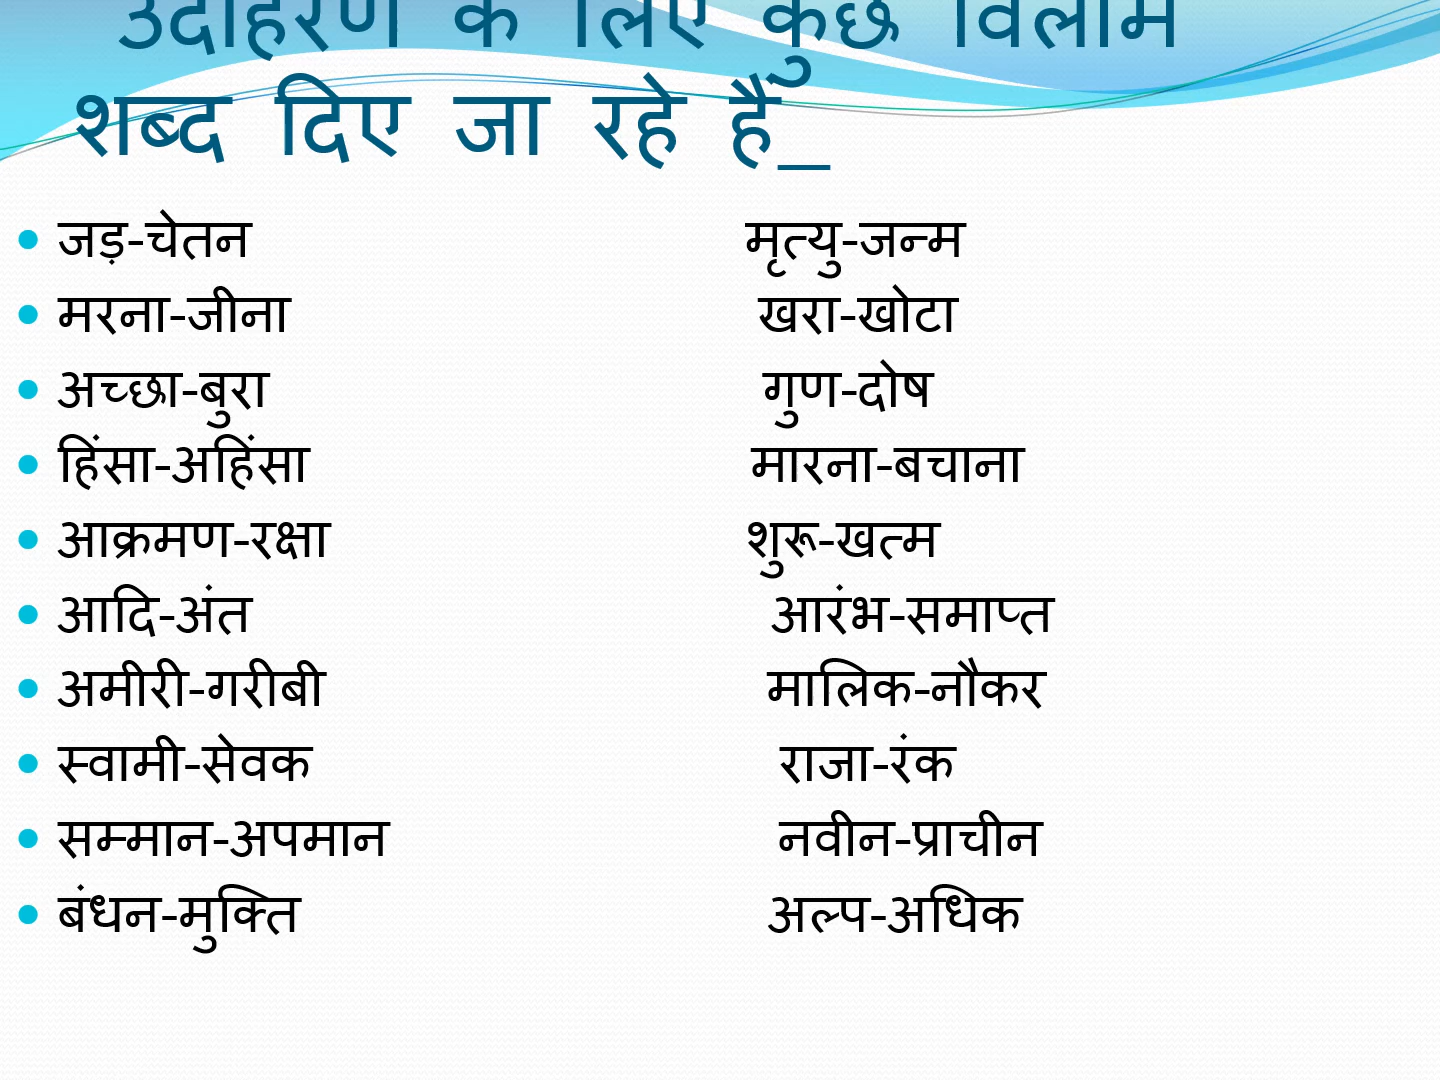 उदाहरण के लिए कुछ विलोम
शब्द दिए जा रहे हैं_
जड़-चेतन मृत्यु-जन्म
मरना-जीना खरा-खोटा
अच्छा-बुरा गुण-दोष
हिंसा-अहिंसा मारना-बचाना
आक्रमण-रक्षा शुरू-खत्म
आदि-अंत आरंभ-समाप्त
अमीरी-गरीबी मालिक-नौकर
स्वामी-सेवक राजा-रंक
सम्मान-अपमान नवीन-प्राचीन
बंधन-मुक्ति अल्प-अधिक